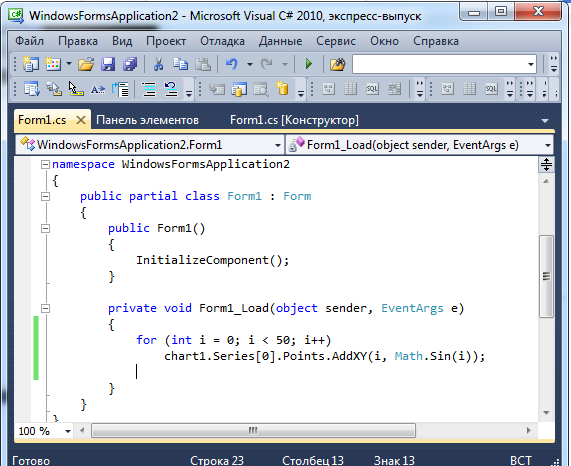 WindowsFormsApplication2 - Microsoft Visual C# 2010, экспресс-выпуск
Файл Правка Вид Проект Отладка Данные Сервис Окно Справка
Form1.cs Панель элементов Form1.cs [Конструктор]
WindowsFormsApplication2.Form1 Form1_Load(object sender, EventArgs e)
namespace WindowsFormsApplication2
{
public partial class Form1 : Form
{
public Form1()
{
InitializeComponent();
}
private void Form1_Load(object sender, EventArgs e)
{
for (int i = 0; i < 50; i++)
chart1.Series[0].Points.AddXY(i, Math.Sin(i));
}
}
}
100 %
Готово Строка 23 Столбец 13 Знак 13 ВСТ